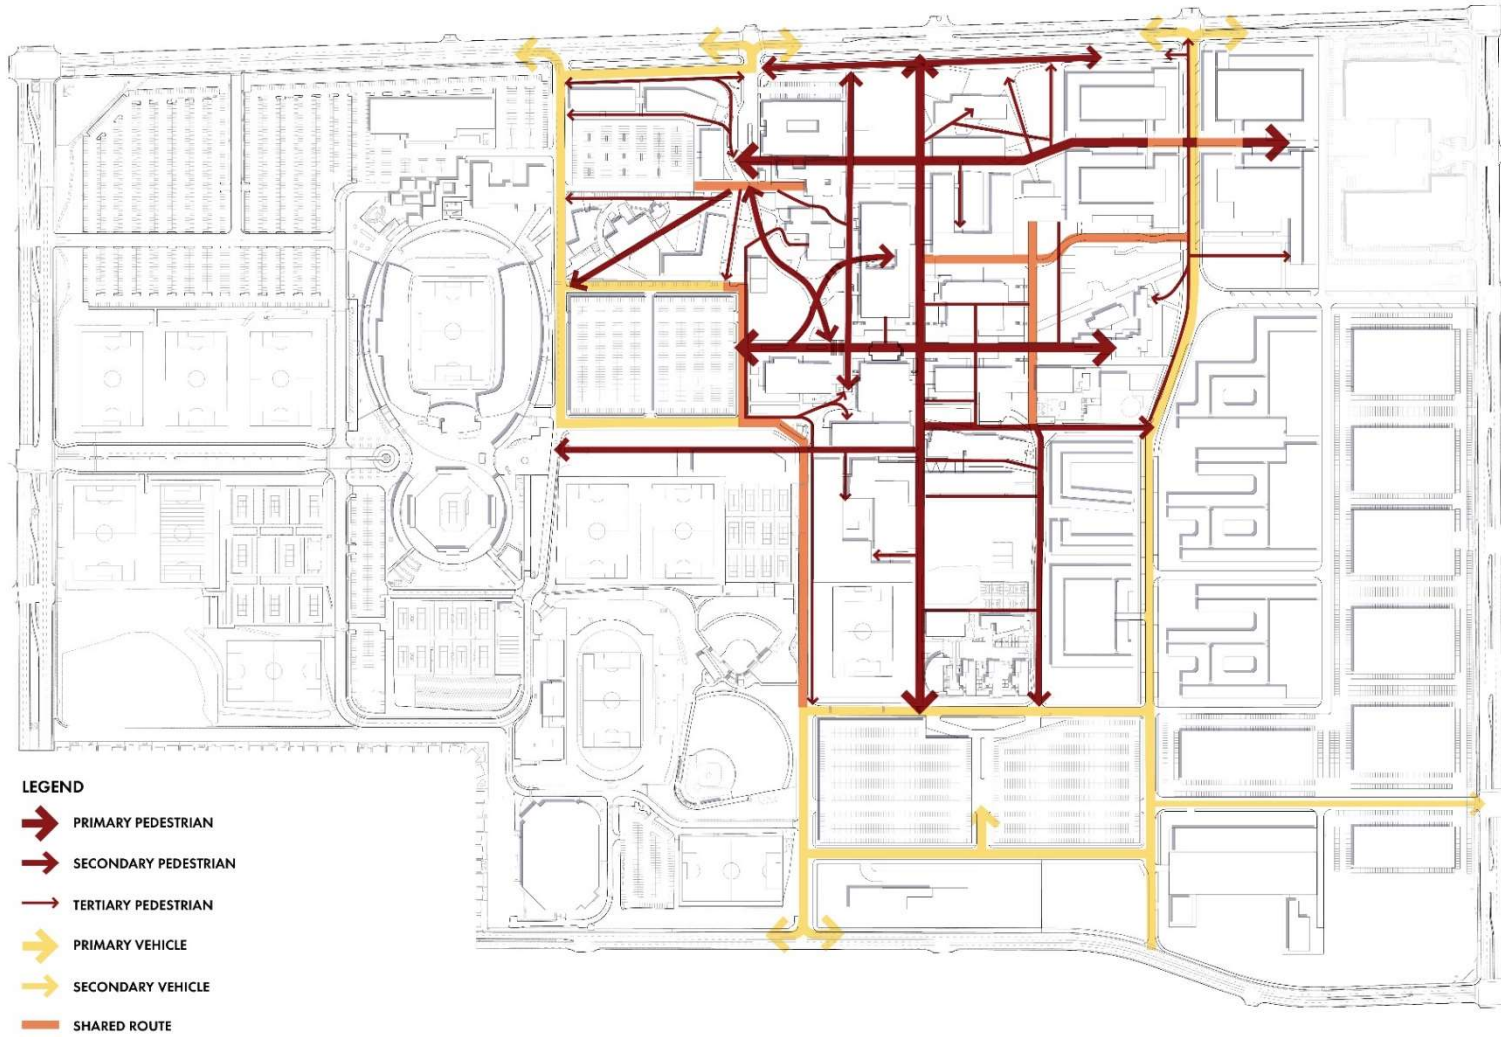 LEGEND
PRIMARY PEDESTRIAN
SECONDARY PEDESTRIAN
TERTIARY PEDESTRIAN
PRIMARY VEHICLE
SECONDARY VEHICLE
SHARED ROUTE